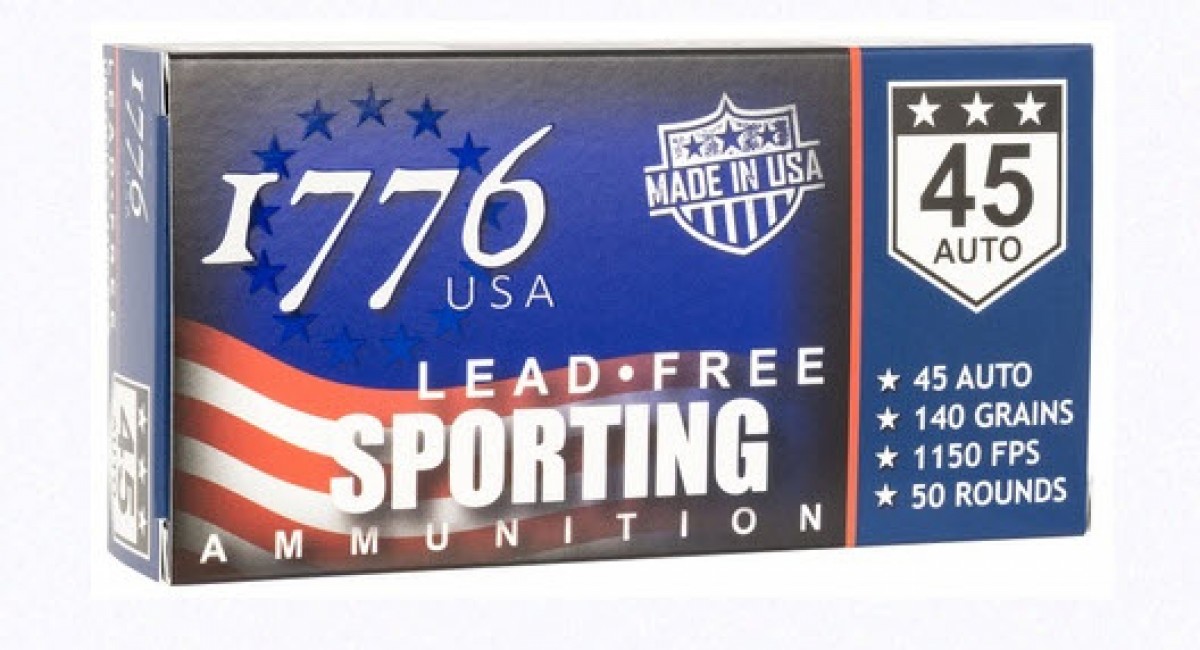 1776
USA
MADE IN USA
LEAD•FREE
SPORTING
AMMUNITION
45
AUTO
45 AUTO
140 GRAINS
1150 FPS
50 ROUNDS
1776
45